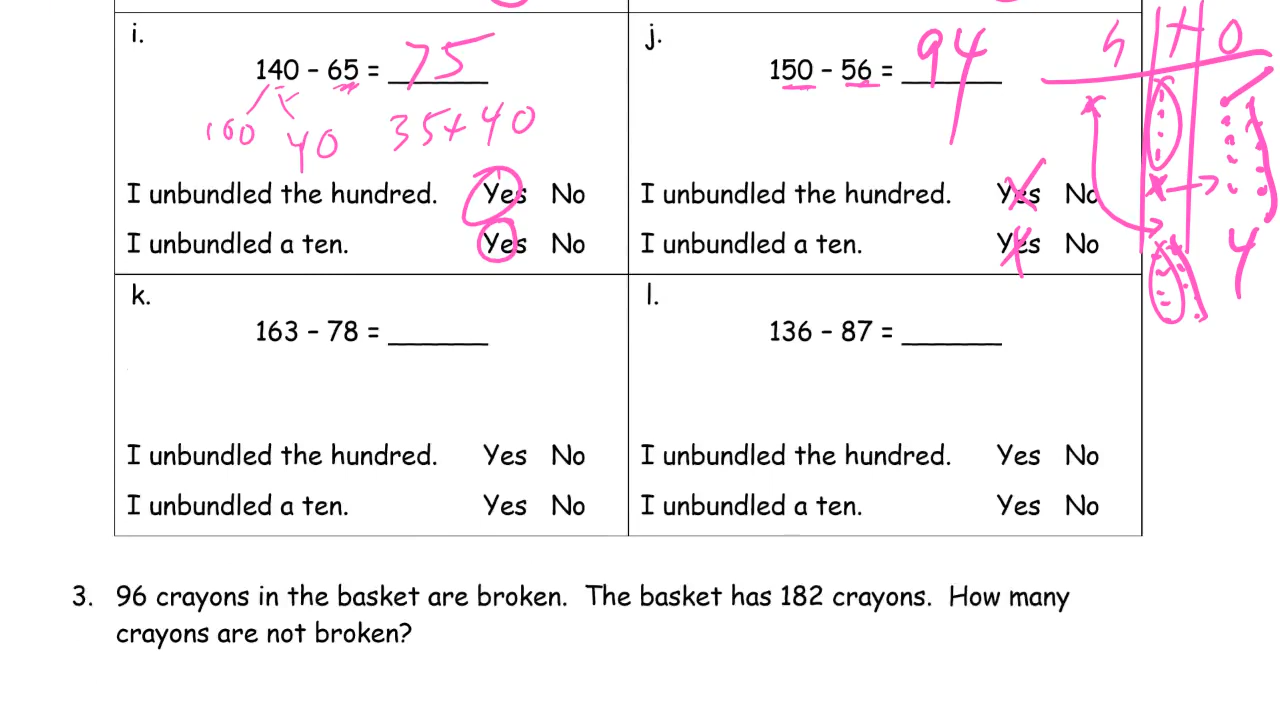 i.
140 – 65 = 75
100 40 35+40
I unbundled the hundred. Yes No
I unbundled a ten. Yes No
j.
150 – 56 = 94
I unbundled the hundred. Yes No
I unbundled a ten. Yes No
H T O
4
k.
163 – 78 = ______
I unbundled the hundred. Yes No
I unbundled a ten. Yes No
l.
136 – 87 = ______
I unbundled the hundred. Yes No
I unbundled a ten. Yes No
3. 96 crayons in the basket are broken. The basket has 182 crayons. How many
crayons are not broken?